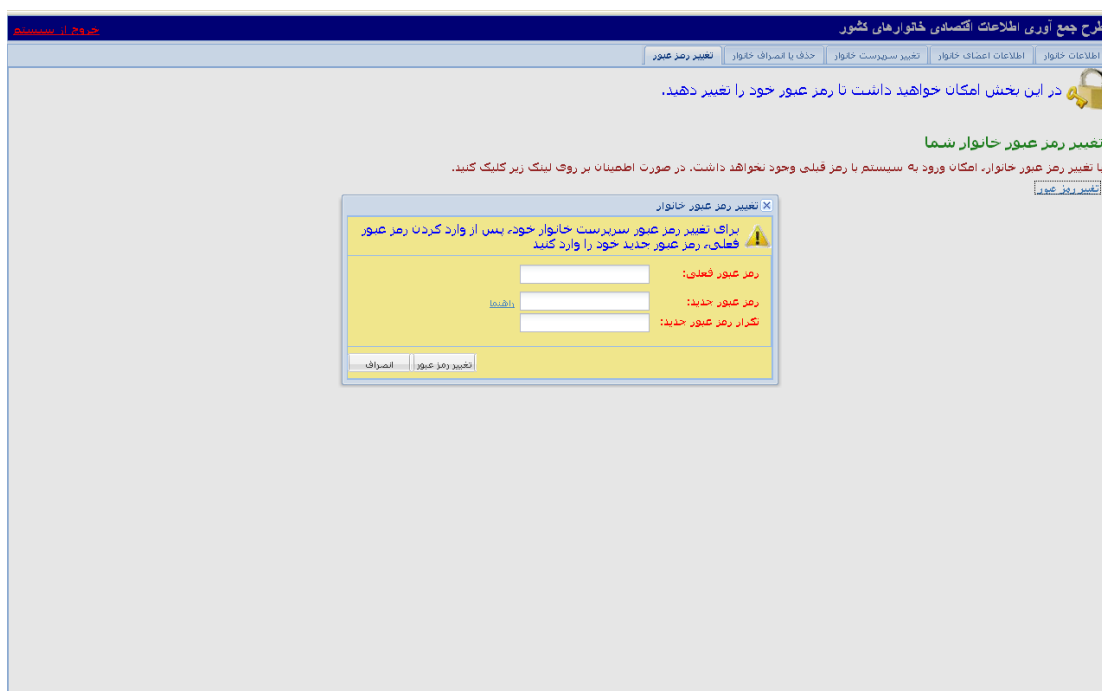 طرح جمع آوری اطلاعات اقتصادی خانوارهای کشور
خروج از سیستم
اطلاعات خانوار
اطلاعات اعضای خانوار
تغییر سرپرست خانوار
حذف یا انصراف خانوار
تغییر رمز عبور
در این بخش امکان خواهید داشت تا رمز عبور خود را تغییر دهید.
تغییر رمز عبور خانوار شما
با تغییر رمز عبور خانوار، امکان ورود به سیستم با رمز قبلی وجود نخواهد داشت. در صورت اطمینان بر روی لینک زیر کلیک کنید.
تغییر رمز عبور
تغییر رمز عبور خانوار
برای تغییر رمز عبور سرپرست خانوار خود، پس از وارد کردن رمز عبور
فعلی، رمز عبور جدید خود را وارد کنید
رمز عبور فعلی:
رمز عبور جدید:
راهنما
تکرار رمز عبور جدید:
تغییر رمز عبور
انصراف